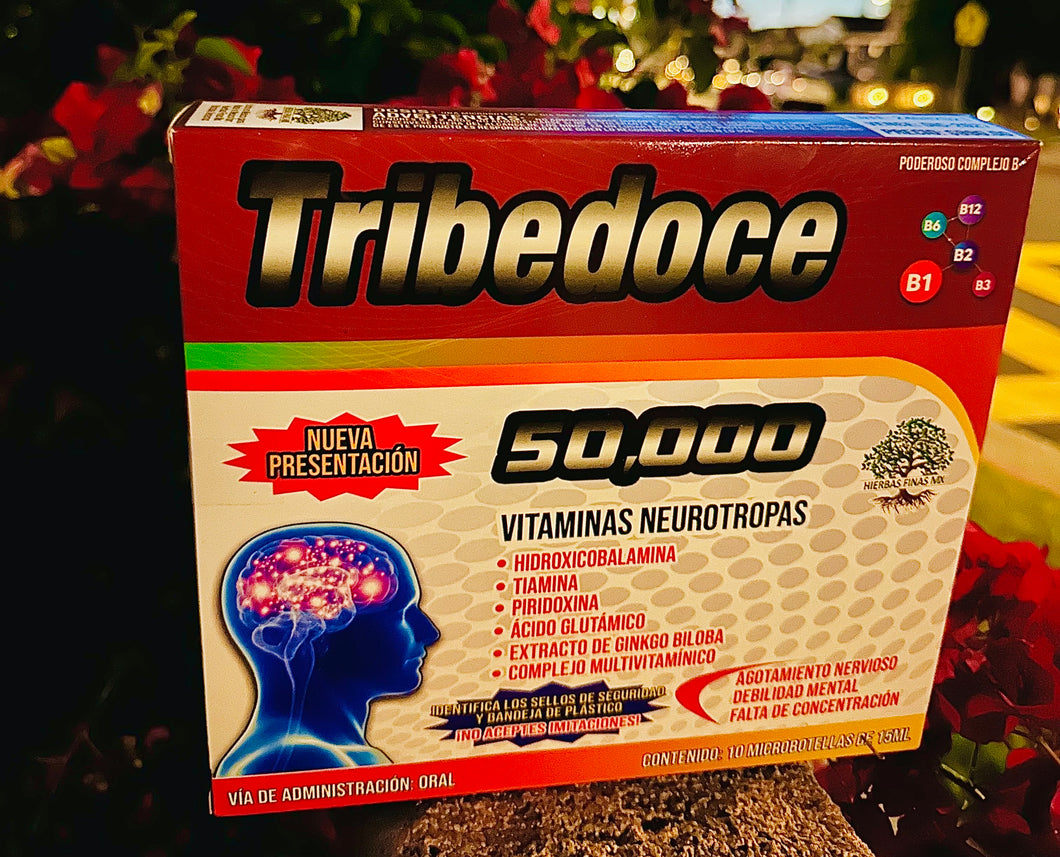 PODEROSO COMPLEJO B
Tribedoce
B12
B6
B2
B1
B3
NUEVA
PRESENTACIÓN
50,000
HIERBAS FINAS MX
VITAMINAS NEUROTROPAS
• HIDROXICOBALAMINA
• TIAMINA
• PIRIDOXINA
• ÁCIDO GLUTÁMICO
• EXTRACTO DE GINKGO BILOBA
• COMPLEJO MULTIVITAMÍNICO
AGOTAMIENTO NERVIOSO
DEBILIDAD MENTAL
FALTA DE CONCENTRACIÓN
IDENTIFICA LOS SELLOS DE SEGURIDAD
Y BANDEJA DE PLÁSTICO
¡NO ACEPTES IMITACIONES!
VÍA DE ADMINISTRACIÓN: ORAL
CONTENIDO: 10 MICROBOTELLAS DE 15ML